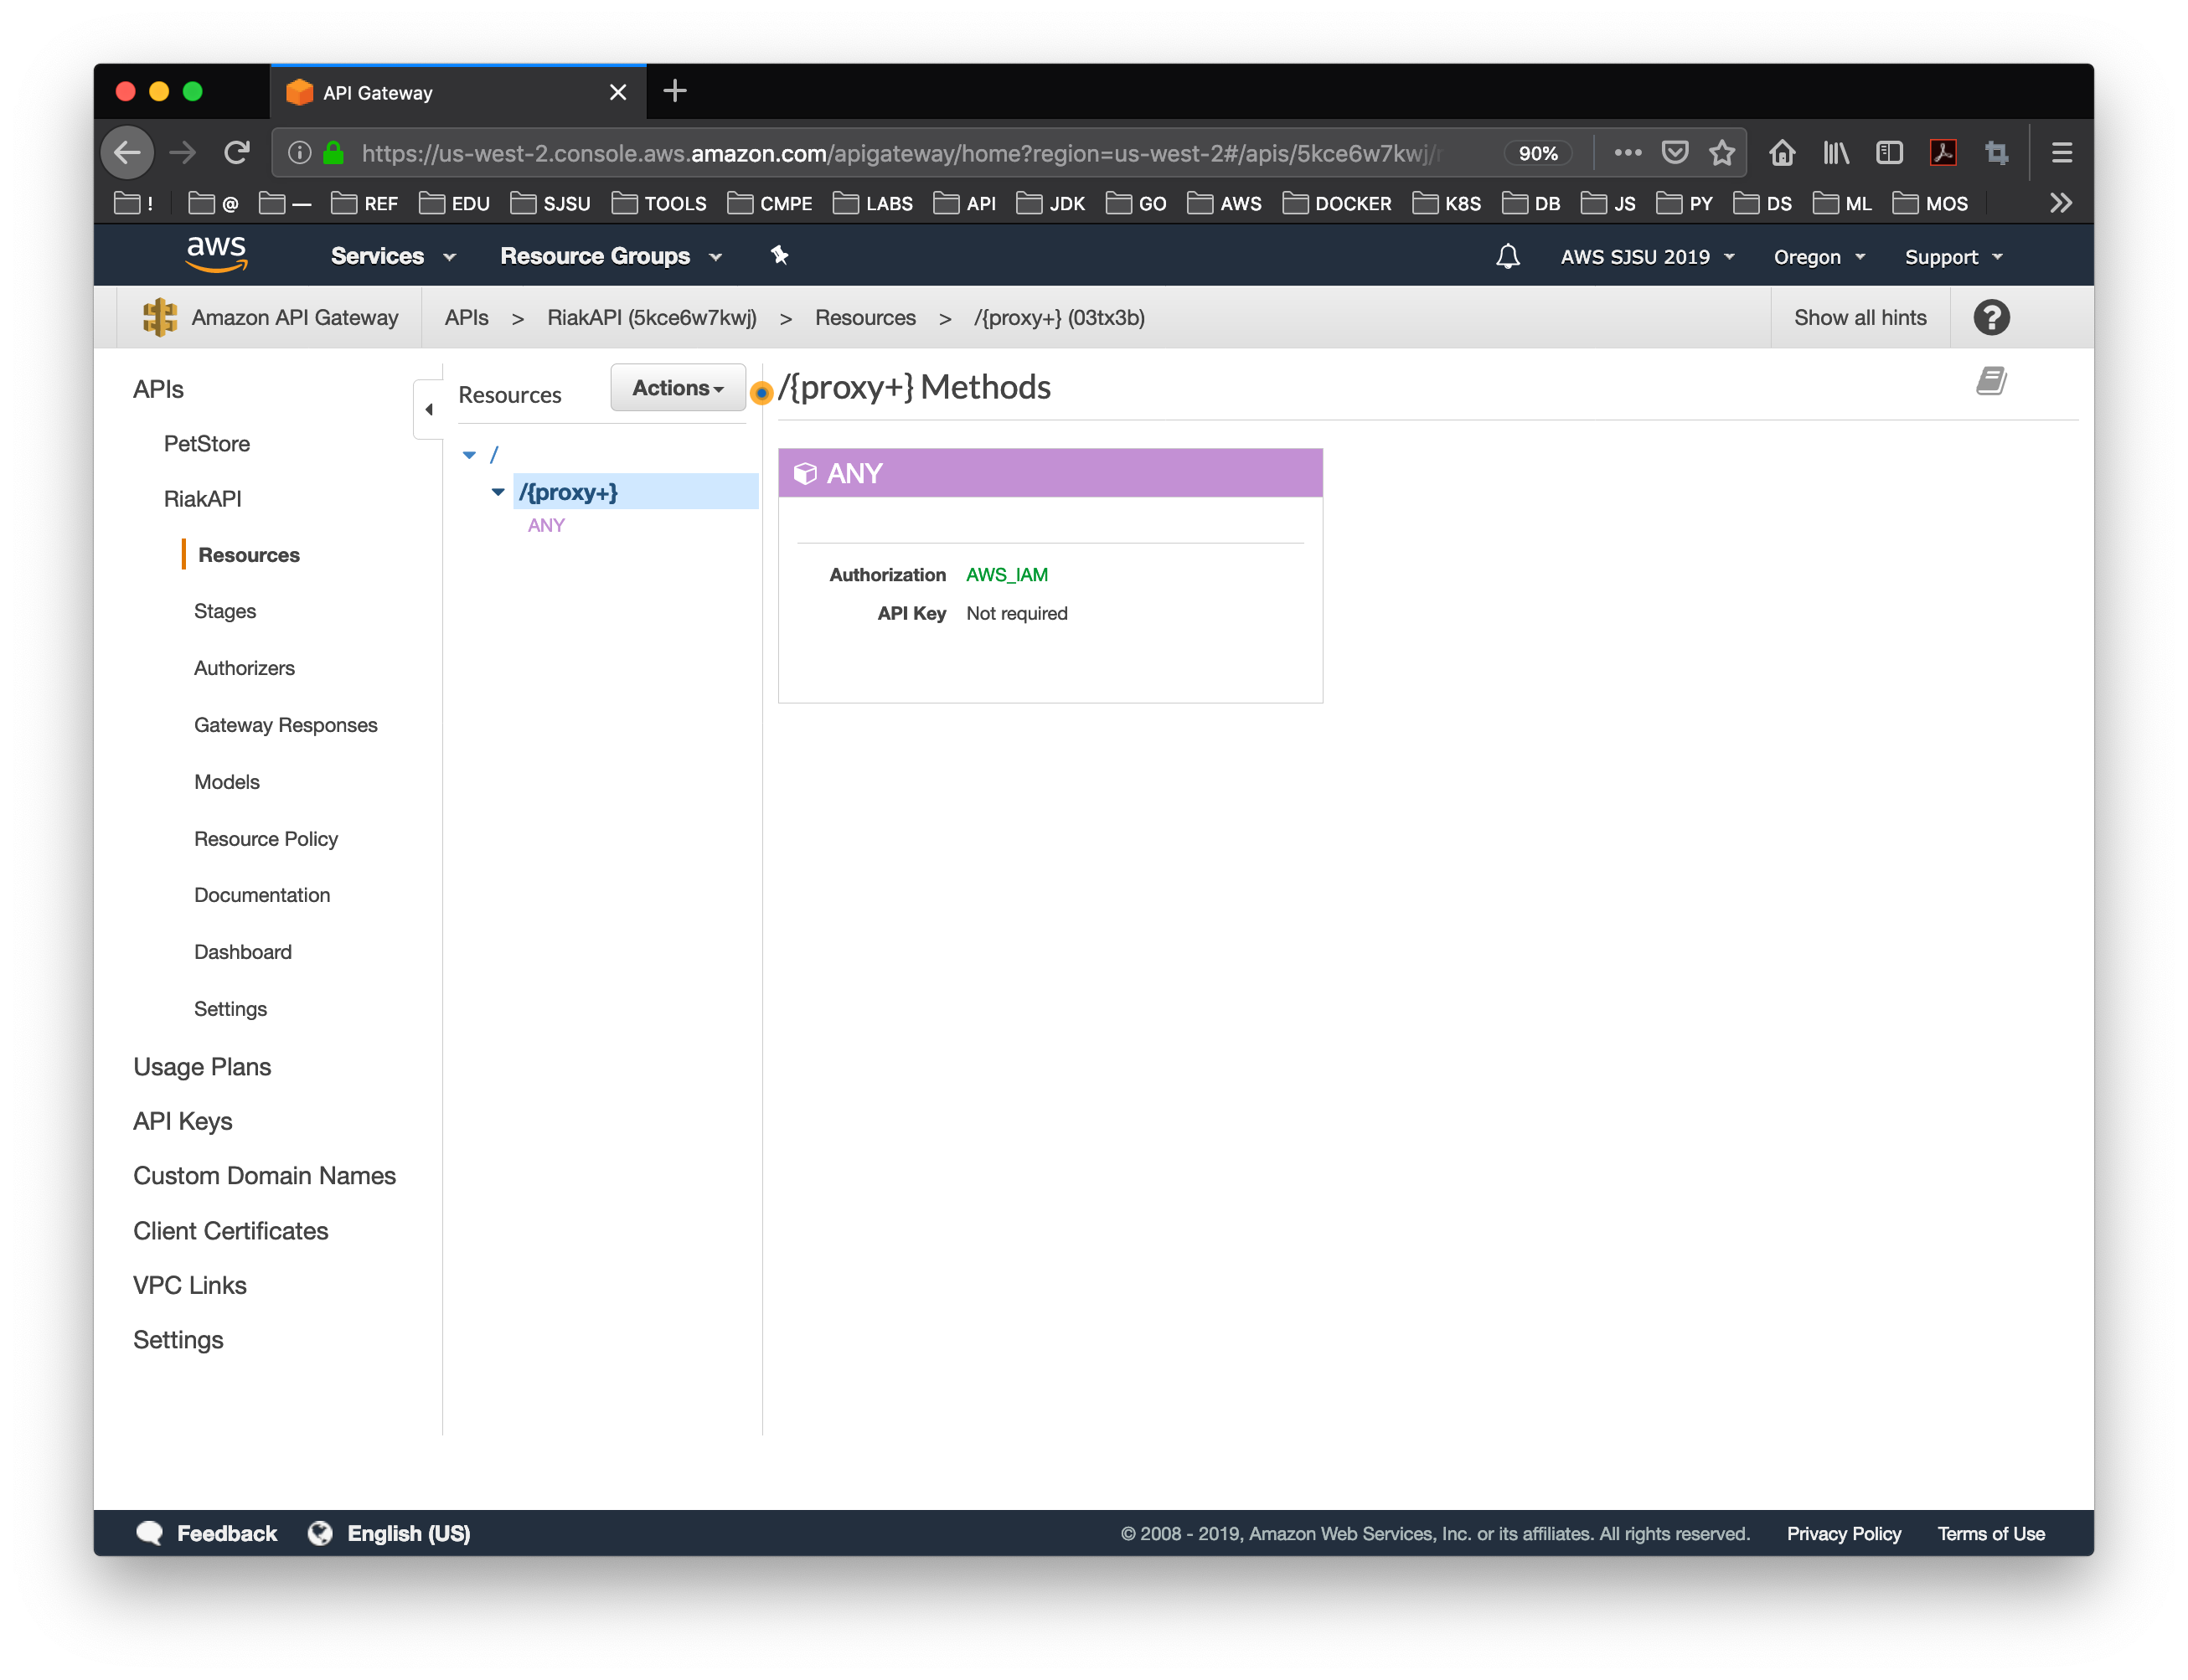 API Gateway
https://us-west-2.console.aws.amazon.com/apigateway/home?region=us-west-2#/apis/5kce6w7kwj/ 90%
! @ — REF EDU SJSU TOOLS CMPE LABS API JDK GO AWS DOCKER K8S DB JS PY DS ML MOS
aws Services Resource Groups AWS SJSU 2019 Oregon Support
Amazon API Gateway APIs > RiakAPI (5kce6w7kwj) > Resources > /{proxy+} (03tx3b) Show all hints ?
APIs
PetStore
RiakAPI
Resources
Stages
Authorizers
Gateway Responses
Models
Resource Policy
Documentation
Dashboard
Settings
Usage Plans
API Keys
Custom Domain Names
Client Certificates
VPC Links
Settings
Resources Actions
/
/{proxy+}
ANY
/{proxy+} Methods
ANY
Authorization AWS_IAM
API Key Not required
Feedback English (US) © 2008 - 2019, Amazon Web Services, Inc. or its affiliates. All rights reserved. Privacy Policy Terms of Use